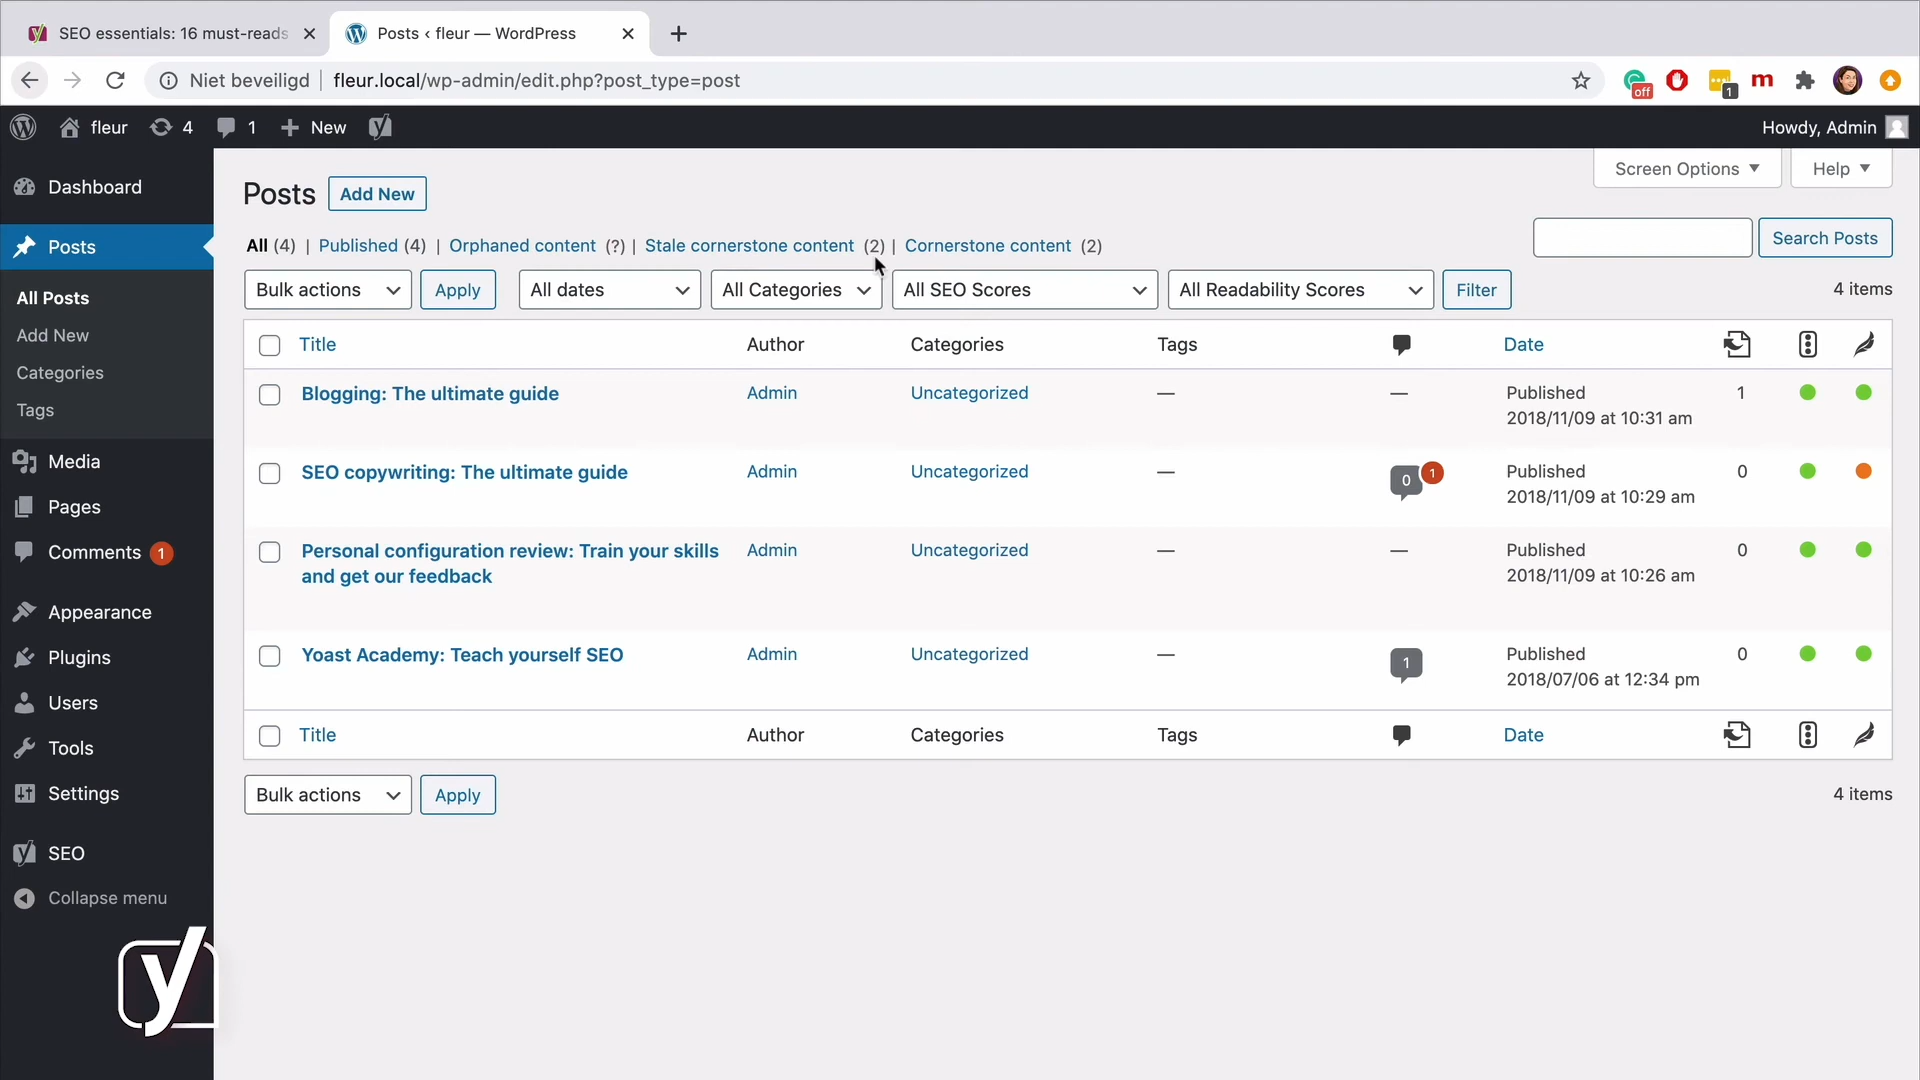 SEO essentials: 16 must-reads
Posts ‹ fleur — WordPress
Niet beveiligd | fleur.local/wp-admin/edit.php?post_type=post
off
1
m
fleur
4
1
New
Howdy, Admin
Dashboard
Posts
All Posts
Add New
Categories
Tags
Media
Pages
Comments 1
Appearance
Plugins
Users
Tools
Settings
SEO
Collapse menu
Screen Options
Help
Posts
Add New
All (4) | Published (4) | Orphaned content (?) | Stale cornerstone content (2) | Cornerstone content (2)
Search Posts
Bulk actions Apply All dates All Categories All SEO Scores All Readability Scores Filter 4 items
Title Author Categories Tags Date
Blogging: The ultimate guide Admin Uncategorized — — Published 1
2018/11/09 at 10:31 am
SEO copywriting: The ultimate guide Admin Uncategorized — 0 1 Published 0
2018/11/09 at 10:29 am
Personal configuration review: Train your skills Admin Uncategorized — — Published 0
and get our feedback 2018/11/09 at 10:26 am
Yoast Academy: Teach yourself SEO Admin Uncategorized — 1 Published 0
2018/07/06 at 12:34 pm
Title Author Categories Tags Date
Bulk actions Apply 4 items
y